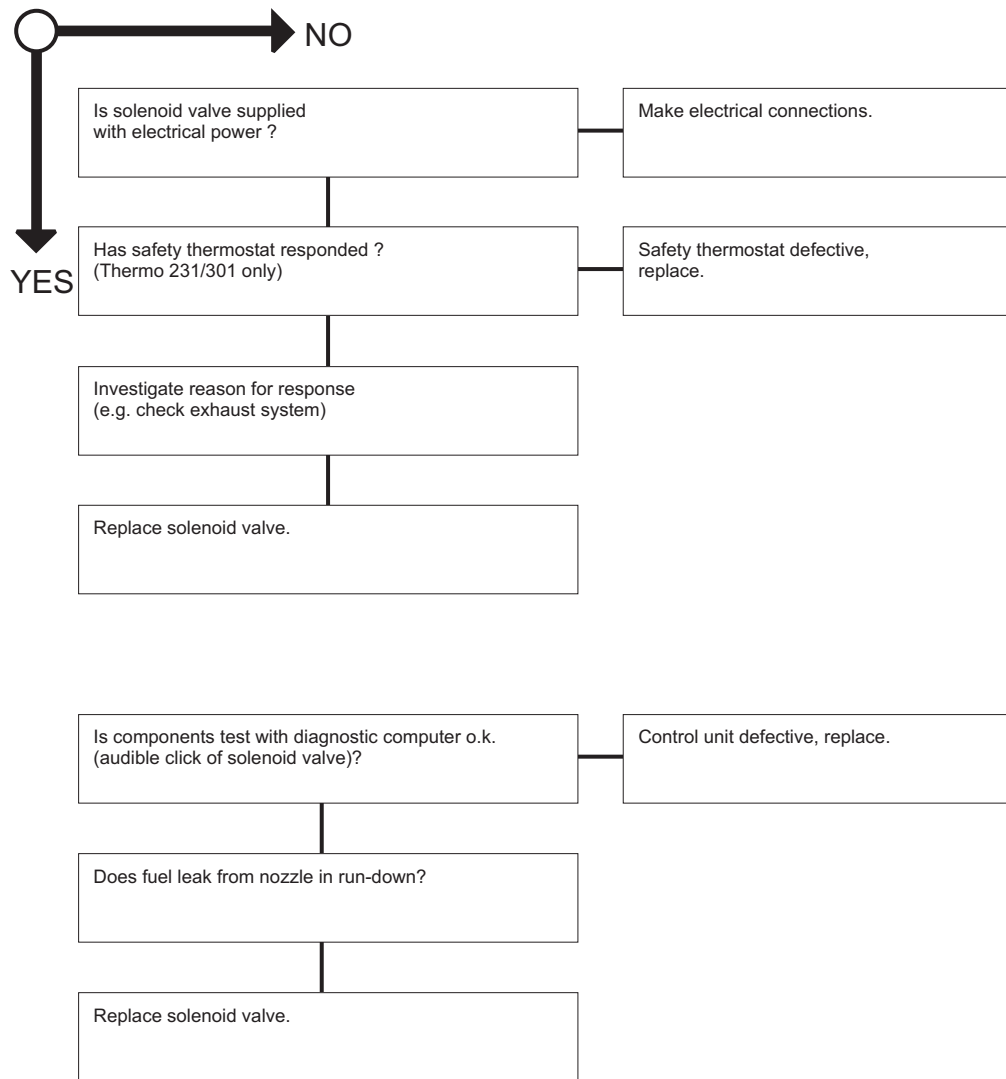 NO
Is solenoid valve supplied
with electrical power ?
Make electrical connections.
YES
Has safety thermostat responded ?
(Thermo 231/301 only)
Safety thermostat defective,
replace.
Investigate reason for response
(e.g. check exhaust system)
Replace solenoid valve.
Is components test with diagnostic computer o.k.
(audible click of solenoid valve)?
Control unit defective, replace.
Does fuel leak from nozzle in run-down?
Replace solenoid valve.